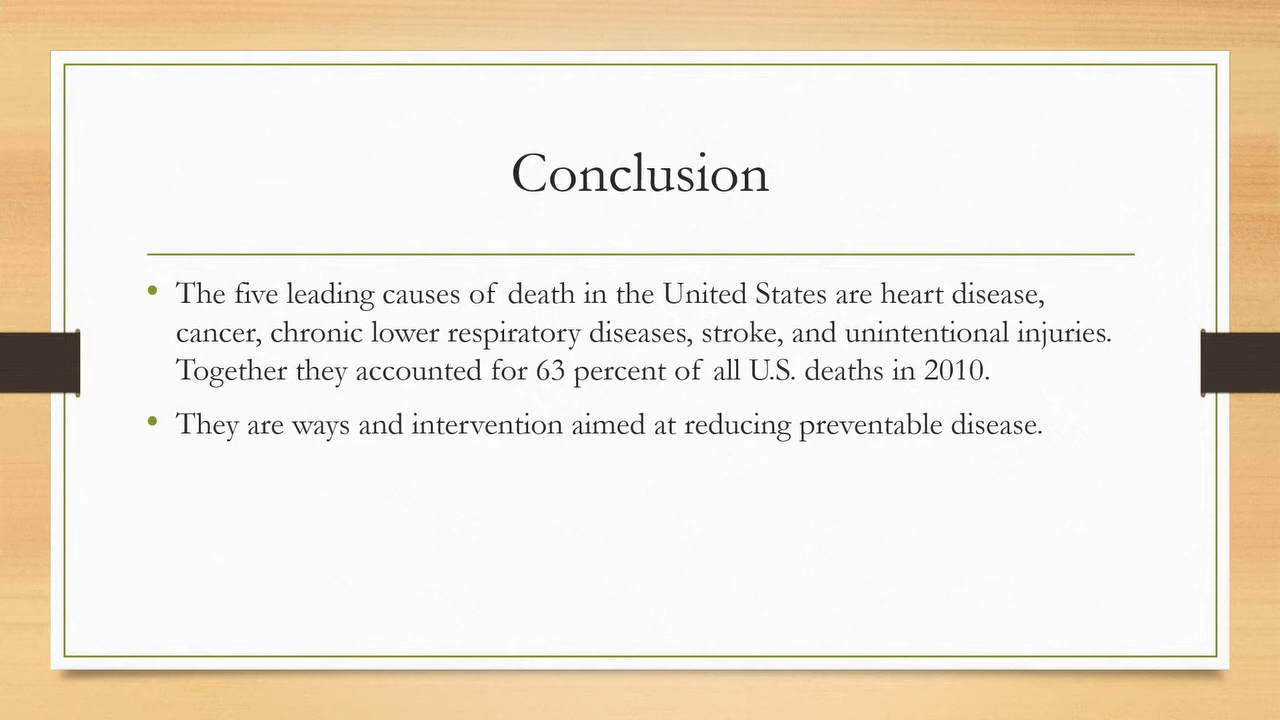 Conclusion
• The five leading causes of death in the United States are heart disease,
cancer, chronic lower respiratory diseases, stroke, and unintentional injuries.
Together they accounted for 63 percent of all U.S. deaths in 2010.
• They are ways and intervention aimed at reducing preventable disease.